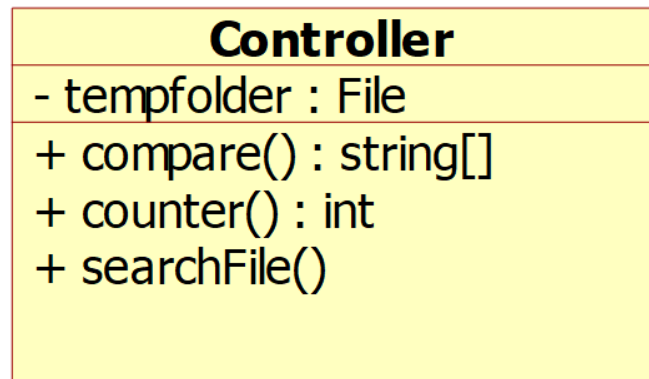 Controller
- tempfolder : File
+ compare() : string[]
+ counter() : int
+ searchFile()